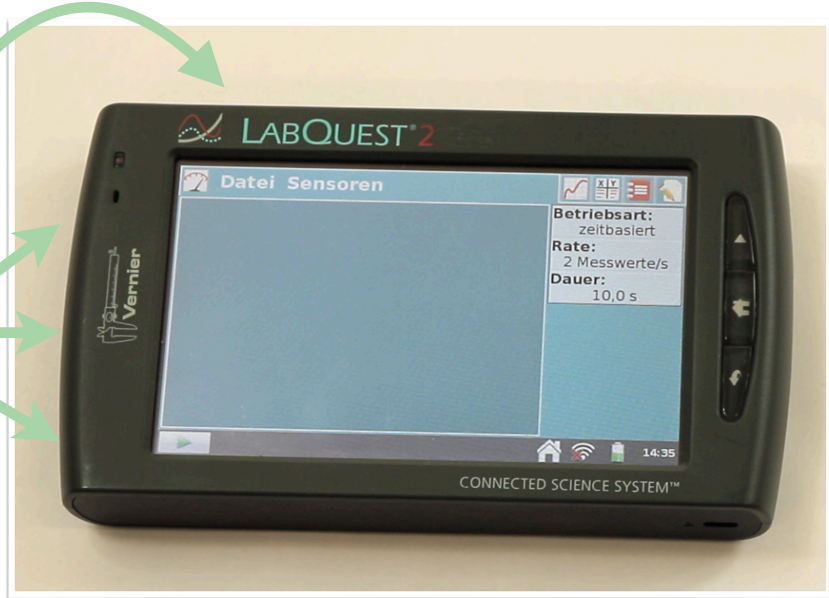 LABQUEST® 2
Datei Sensoren
X Y
Betriebsart:
zeitbasiert
Rate:
2 Messwerte/s
Dauer:
10,0 s
Vernier
14:35
CONNECTED SCIENCE SYSTEM™